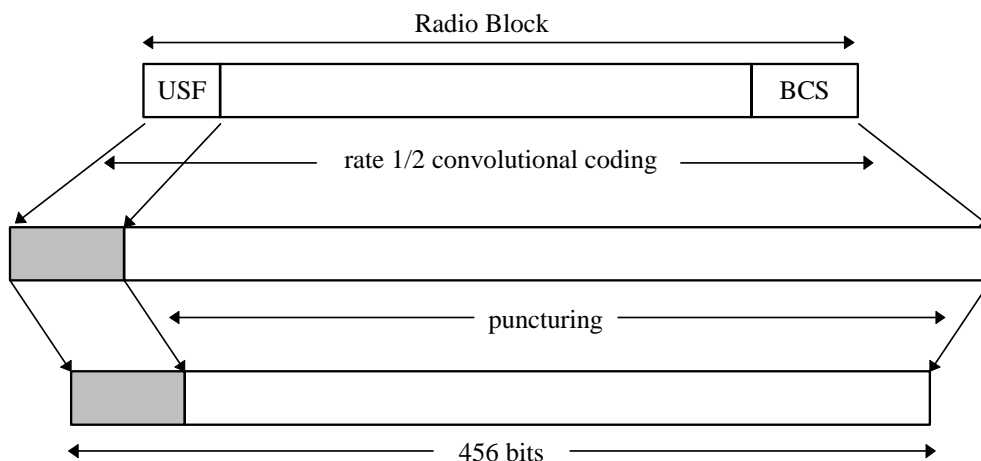 Radio Block
USF BCS
rate 1/2 convolutional coding
puncturing
456 bits